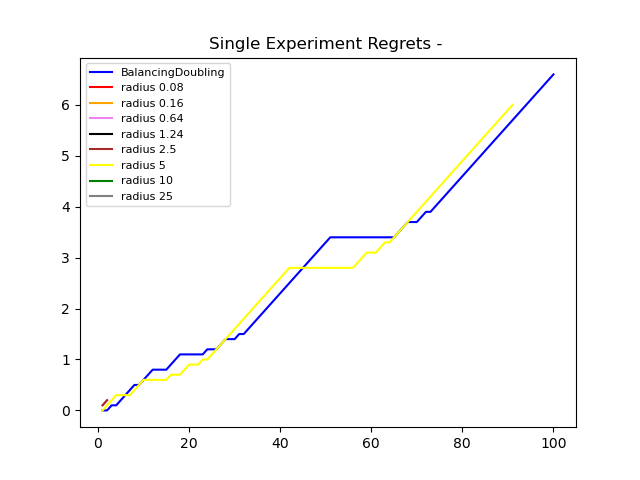 Single Experiment Regrets -
BalancingDoubling
radius 0.08
radius 0.16
radius 0.64
radius 1.24
radius 2.5
radius 5
radius 10
radius 25
6
5
4
3
2
1
0
0 20 40 60 80 100